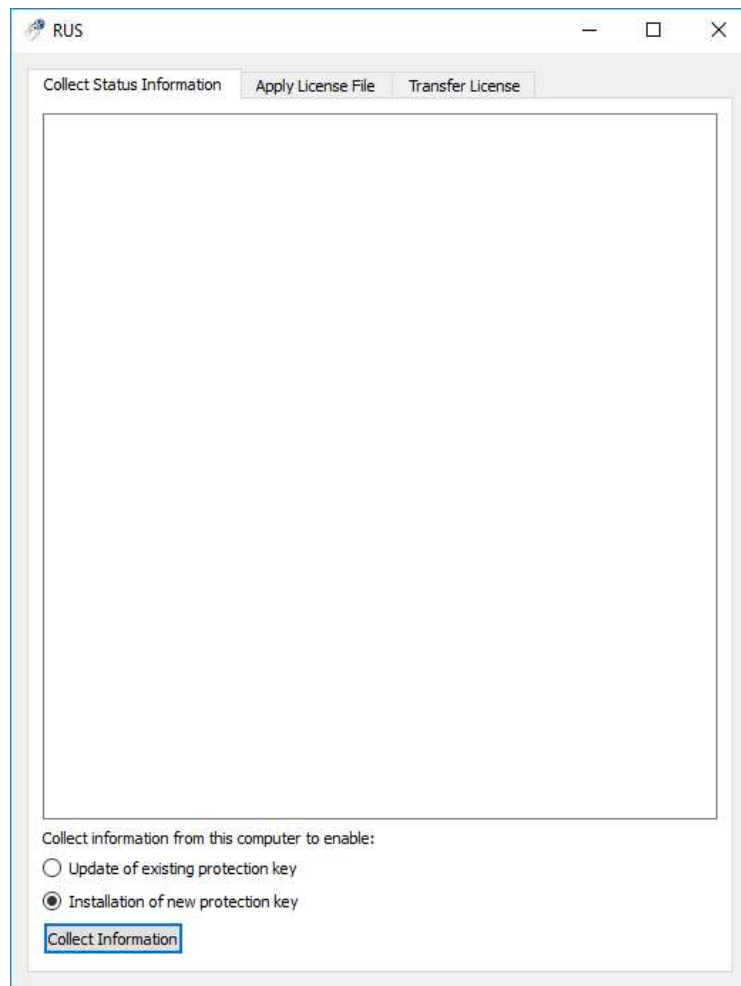 RUS
Collect Status Information Apply License File Transfer License
Collect information from this computer to enable:
Update of existing protection key
Installation of new protection key
Collect Information